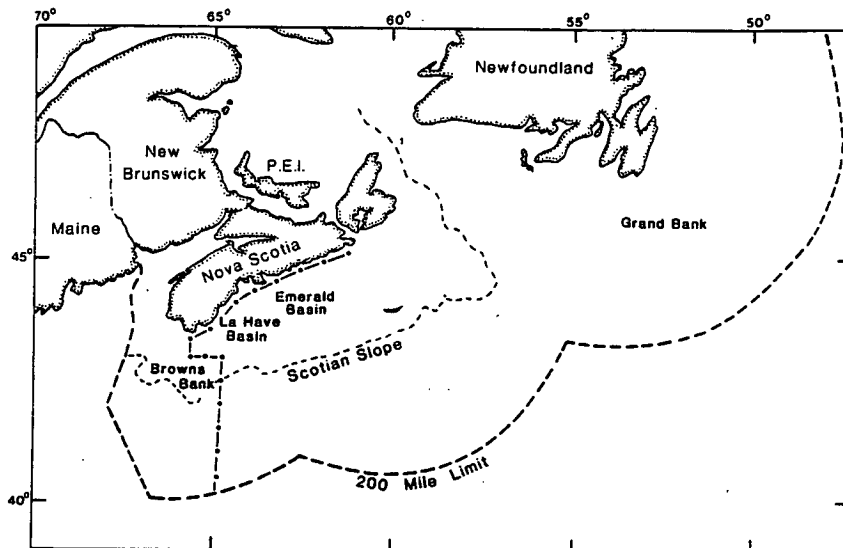 70° 65° 60° 55° 50°
Newfoundland
New
Brunswick
P.E.I.
Maine
Grand Bank
45°
Nova Scotia
Emerald
Basin
La Have
Basin
Scotian Slope
Browns
Bank
200 Mile Limit
40°